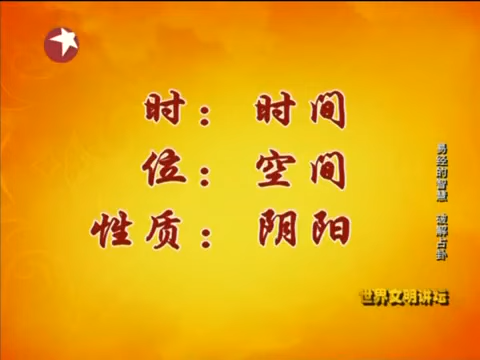 时：时间
位：空间
性质：阴阳
易经的智慧 破解占卦
世界文明讲坛